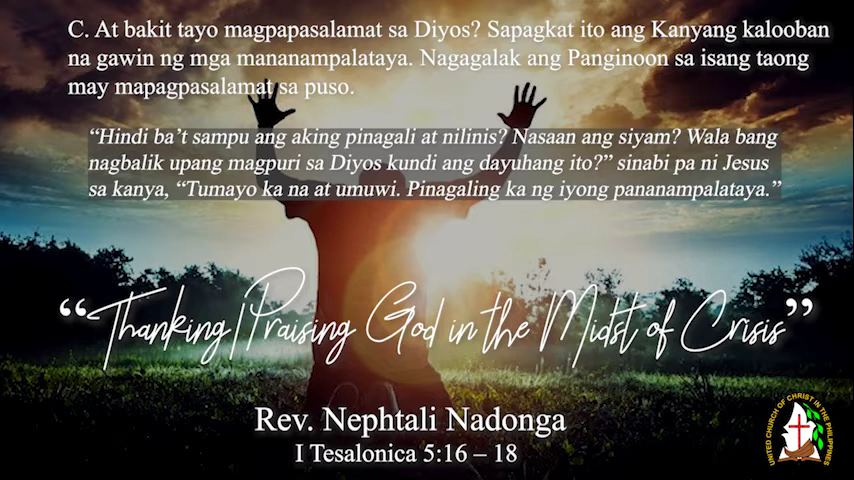 C. At bakit tayo magpapasalamat sa Diyos? Sapagkat ito ang Kanyang kalooban
na gawin ng mga mananampalataya. Nagagalak ang Panginoon sa isang taong
may mapagpasalamat sa puso.
“Hindi ba’t sampu ang aking pinagali at nilinis? Nasaan ang siyam? Wala bang
nagbalik upang magpuri sa Diyos kundi ang dayuhang ito?” sinabi pa ni Jesus
sa kanya, “Tumayo ka na at umuwi. Pinagaling ka ng iyong pananampalataya.”
“Thanking/Praising God in the Midst of Crisis”
Rev. Nephtali Nadonga
I Tesalonica 5:16 – 18
UNITED CHURCH OF CHRIST IN THE PHILIPPINES